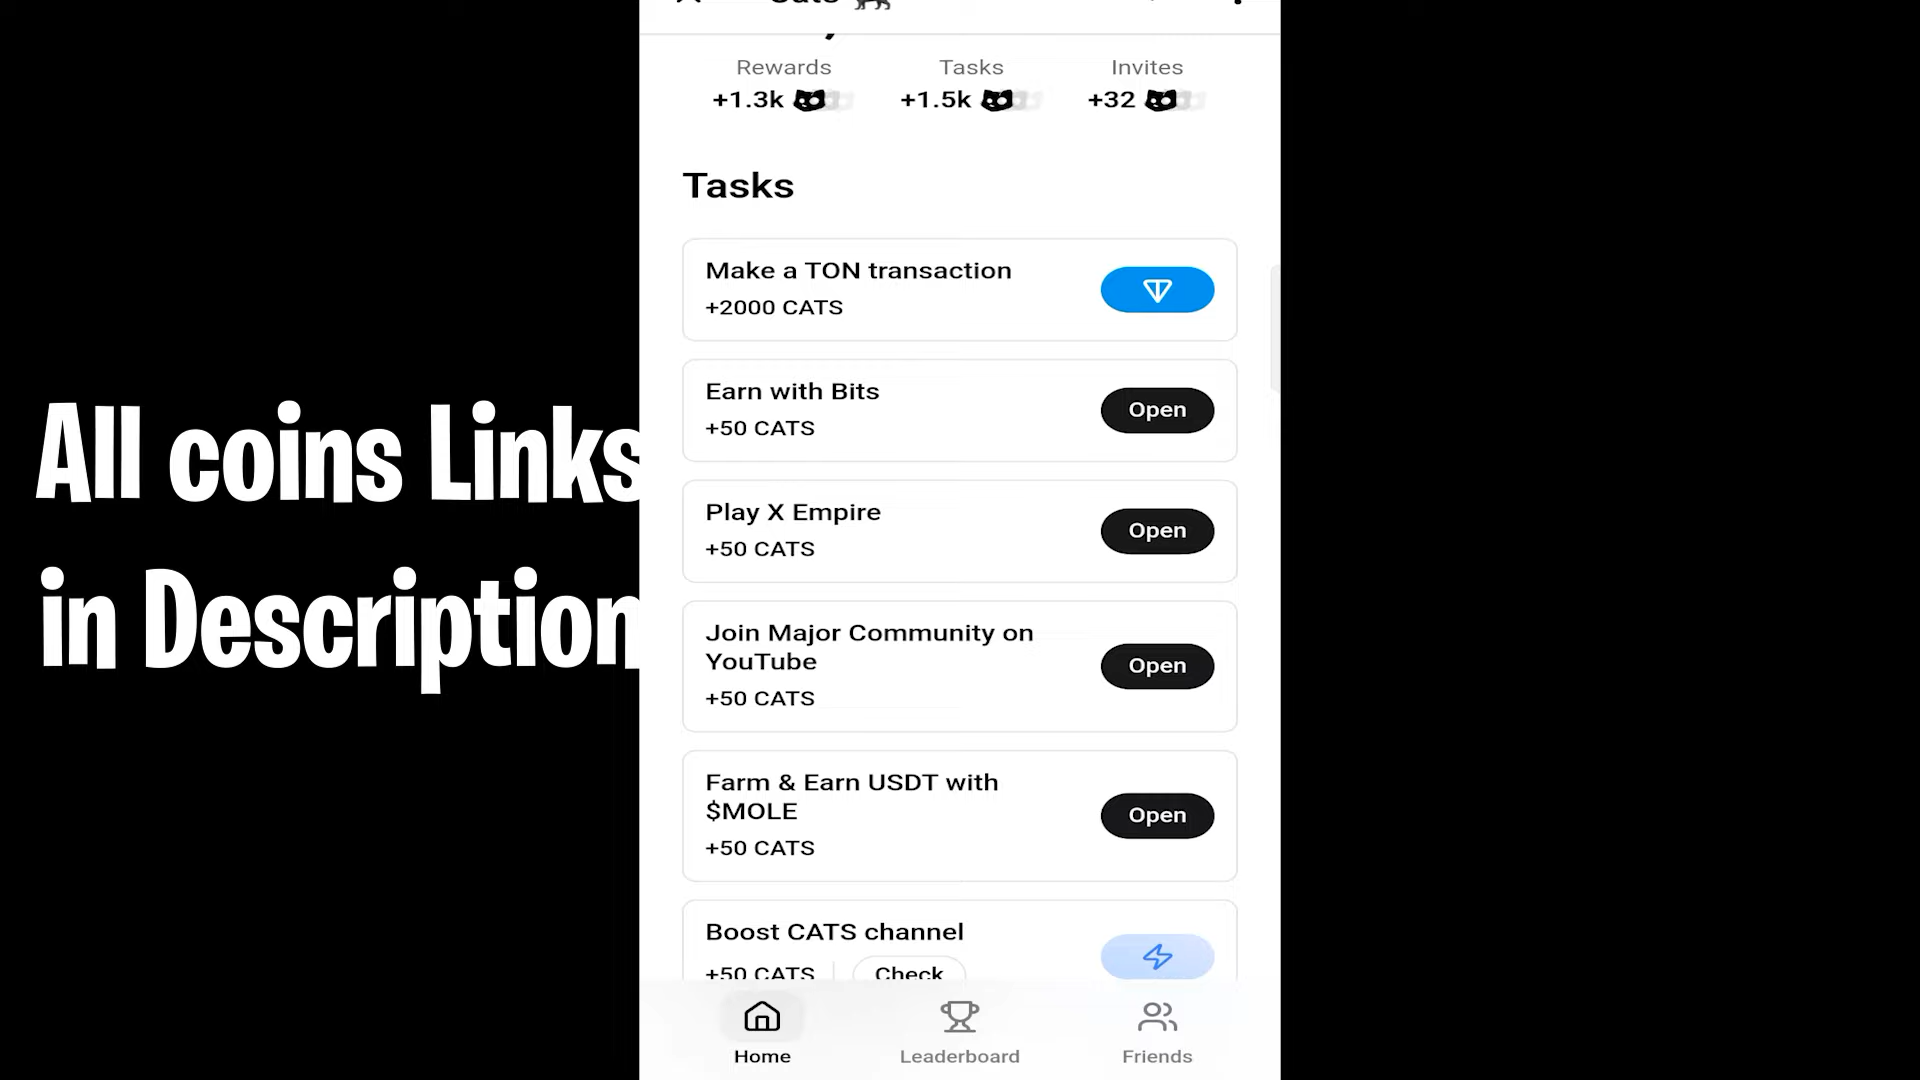 Cats
Rewards
Tasks
Invites
+1.3k
+1.5k
+32
Tasks
Make a TON transaction
+2000 CATS
Earn with Bits
+50 CATS
Open
Play X Empire
+50 CATS
Open
Join Major Community on
YouTube
+50 CATS
Open
Farm & Earn USDT with
$MOLE
+50 CATS
Open
Boost CATS channel
+50 CATS
Check
Home
Leaderboard
Friends
All coins Links
in Description